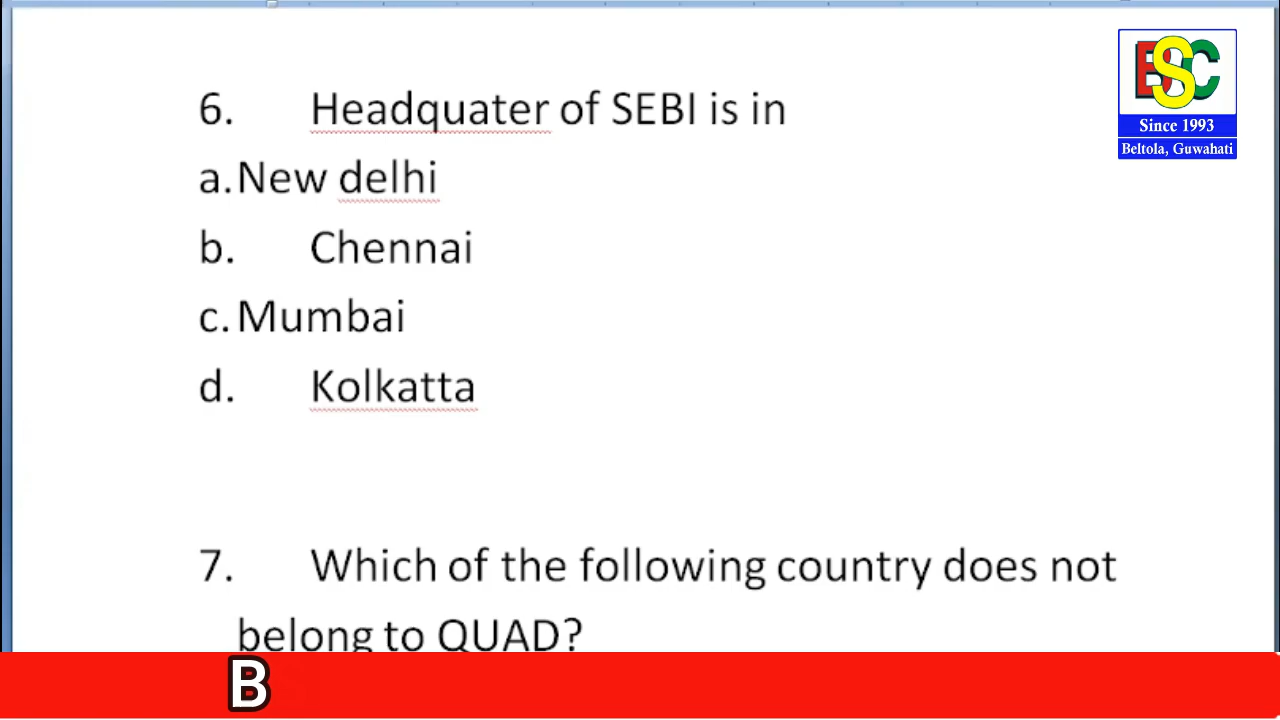 BSC
Since 1993
Beltola, Guwahati
6. Headquater of SEBI is in
a. New delhi
b. Chennai
c. Mumbai
d. Kolkatta
7. Which of the following country does not
belong to QUAD?
B